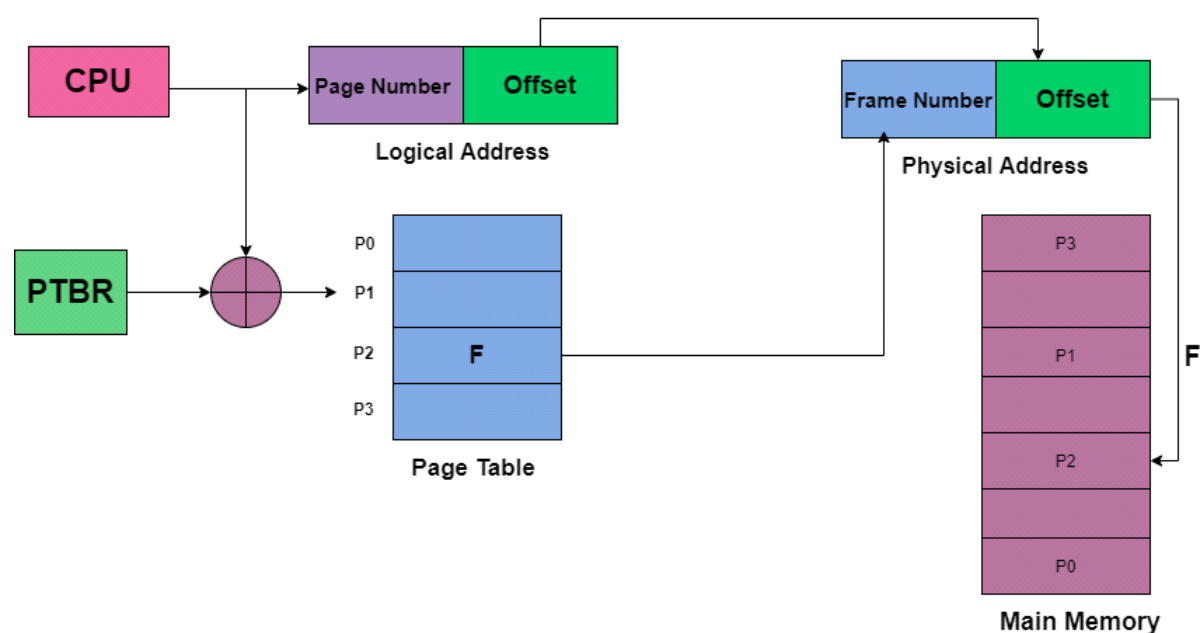 CPU
Page Number
Offset
Logical Address
Frame Number
Offset
Physical Address
PTBR
P0
P1
P2
F
P3
Page Table
P3
P1
F
P2
P0
Main Memory